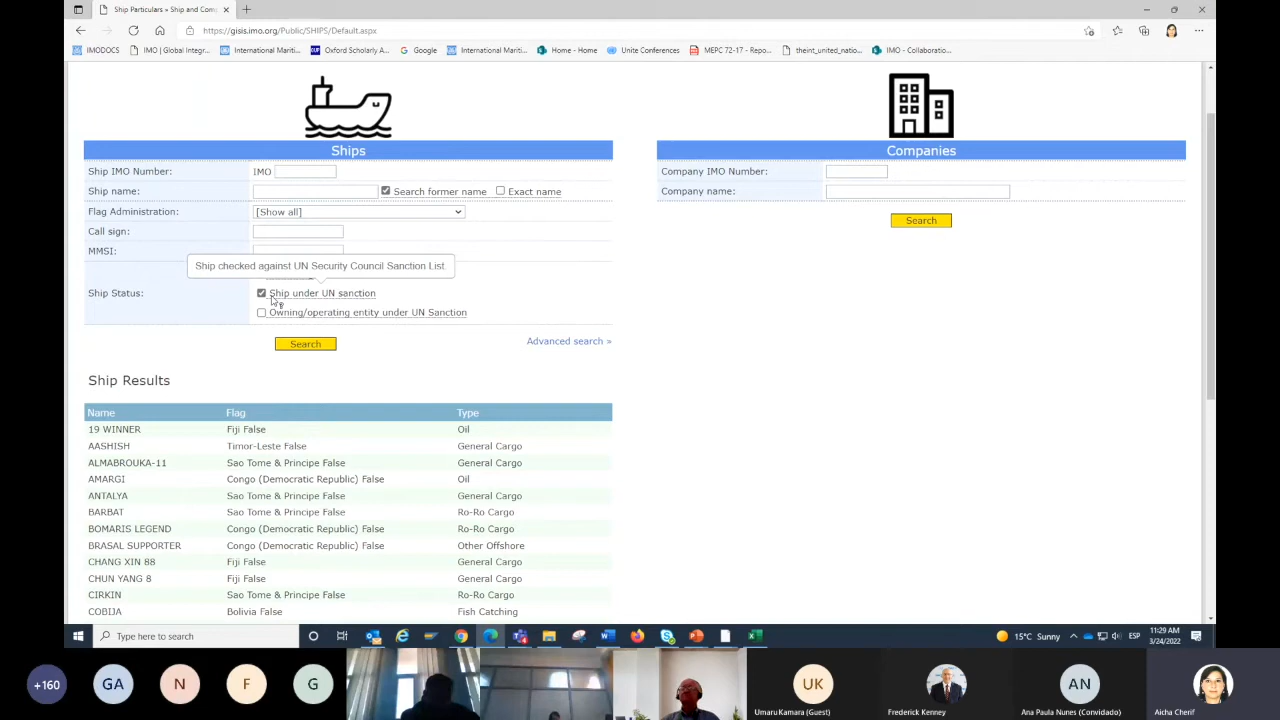 Ship Particulars » Ship and Com
https://gisis.imo.org/Public/SHIPS/Default.aspx
IMODOCS
IMO | Global Integr...
International Mariti...
Oxford Scholarly A...
Google
International Mariti...
Home - Home
Unite Conferences
MEPC 72-17 - Repo...
theint_united_natio...
IMO - Collaboratio...
Ships
Companies
Ship IMO Number: IMO
Company IMO Number:
Ship name: Search former name Exact name
Company name:
Flag Administration: [Show all]
Search
Call sign:
MMSI:
Ship checked against UN Security Council Sanction List
Ship Status: Ship under UN sanction
Owning/operating entity under UN Sanction
Search
Advanced search »
Ship Results
Name Flag Type
19 WINNER Fiji False Oil
AASHISH Timor-Leste False General Cargo
ALMABROUKA-11 Sao Tome & Principe False General Cargo
AMARGI Congo (Democratic Republic) False Oil
ANTALYA Sao Tome & Principe False General Cargo
BARBAT Sao Tome & Principe False Ro-Ro Cargo
BOMARIS LEGEND Congo (Democratic Republic) False Ro-Ro Cargo
BRASAL SUPPORTER Congo (Democratic Republic) False Other Offshore
CHANG XIN 88 Fiji False General Cargo
CHUN YANG 8 Fiji False General Cargo
CIRKIN Sao Tome & Principe False Ro-Ro Cargo
COBIJA Bolivia False Fish Catching
Type here to search
15°C Sunny
ESP
11:29 AM
3/24/2022
+160
GA
N
F
G
UK
AN
Umaru Kamara (Guest)
Frederick Kenney
Ana Paula Nunes (Convidado)
Aicha Cherif